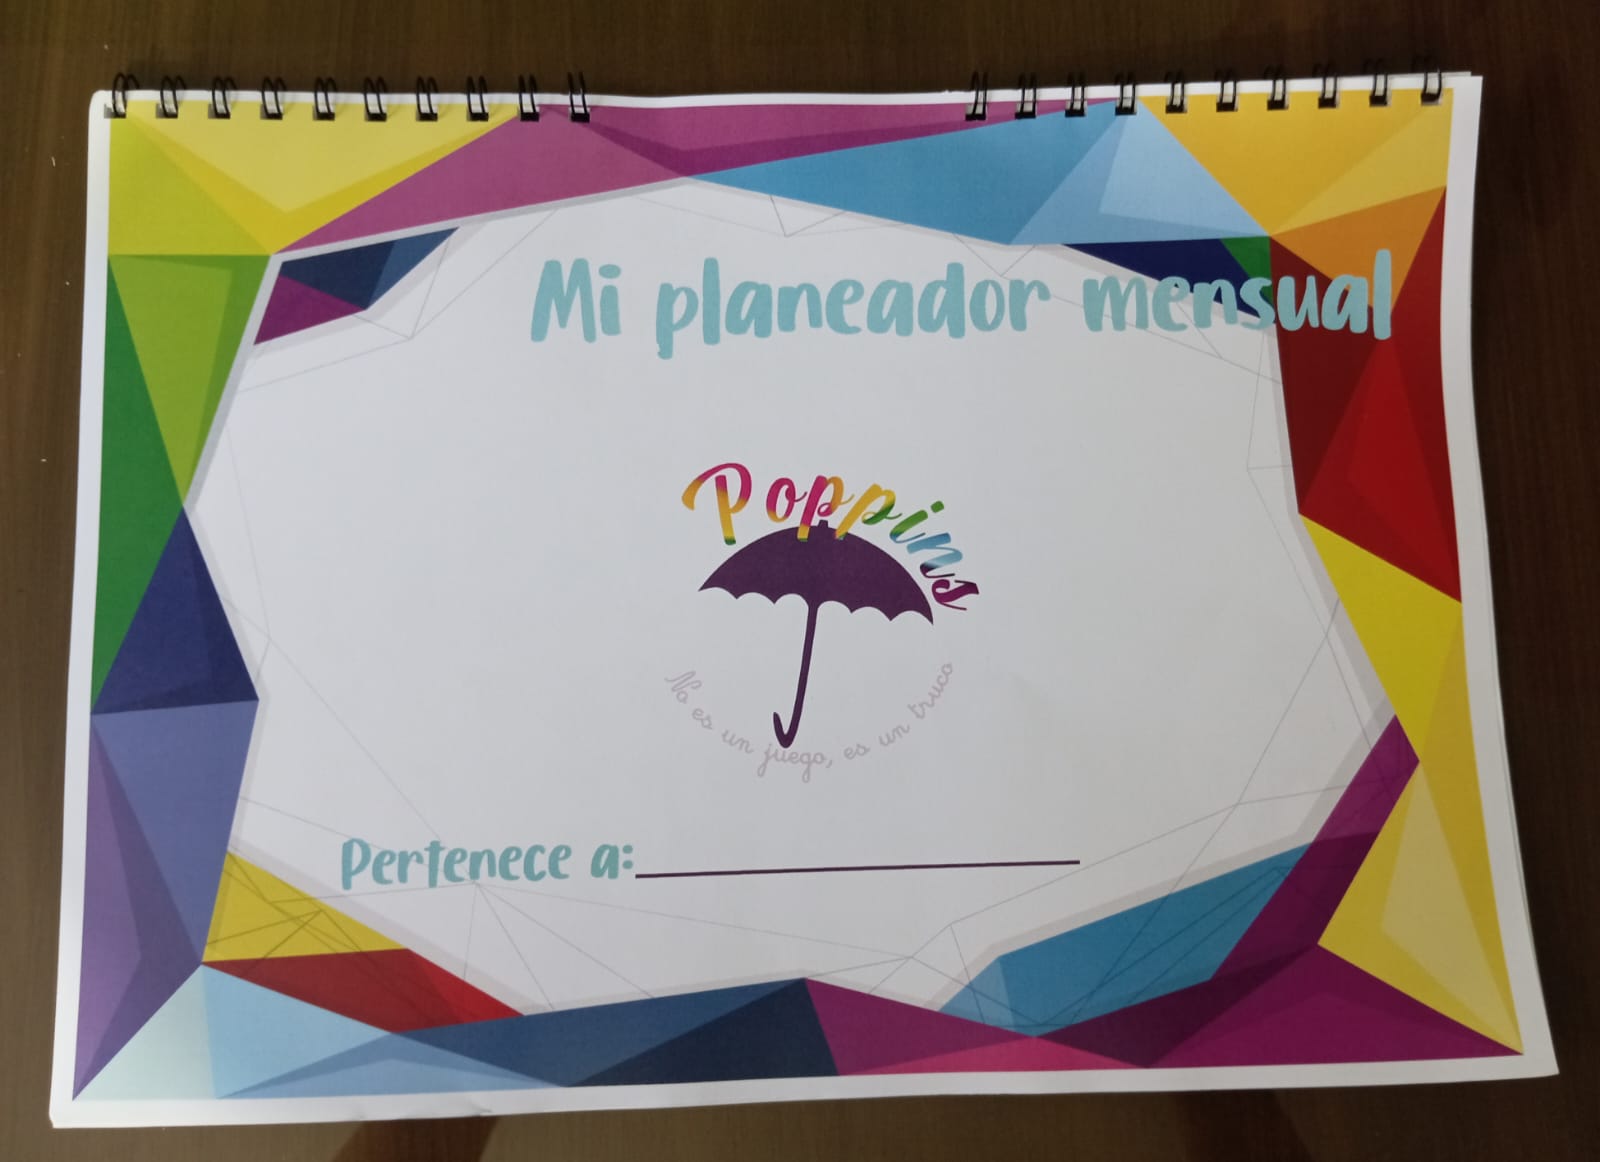 Mi planeador mensual
Poppins
No es un juego, es un truco
Pertenece a: